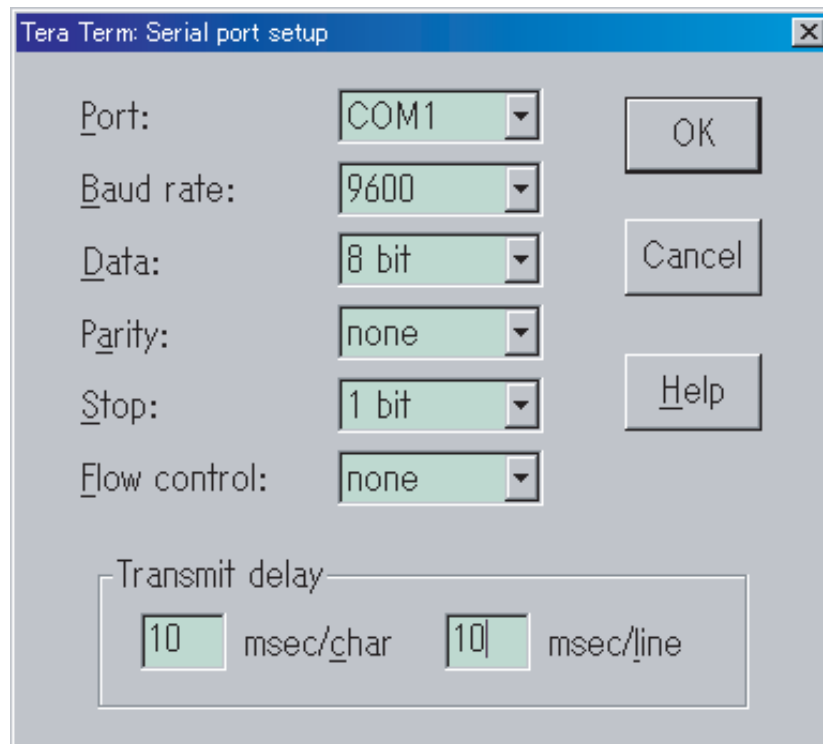 Tera Term: Serial port setup
Port: COM1
OK
Baud rate: 9600
Data: 8 bit
Cancel
Parity: none
Stop: 1 bit
Help
Flow control: none
Transmit delay
10 msec/char 10 msec/line